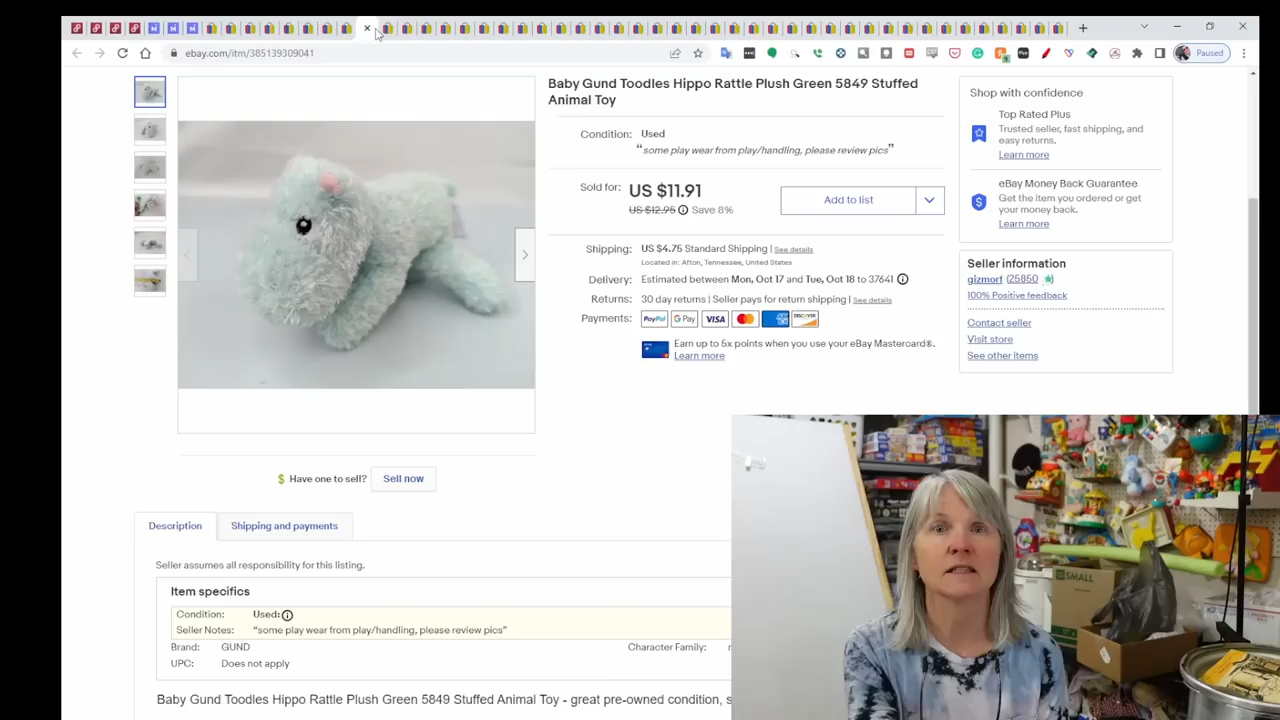 ebay.com/itm/385139309041
Paused
Baby Gund Toodles Hippo Rattle Plush Green 5849 Stuffed
Animal Toy
Condition: Used
“some play wear from play/handling, please review pics”
Sold for: US $11.91
US $12.95 Save 8%
Add to list
Shipping: US $4.75 Standard Shipping | See details
Located in: Afton, Tennessee, United States
Delivery: Estimated between Mon, Oct 17 and Tue, Oct 18 to 37641
Returns: 30 day returns | Seller pays for return shipping | See details
Payments: PayPal G Pay VISA DISCOVER
Earn up to 5x points when you use your eBay Mastercard®.
Learn more
Shop with confidence
Top Rated Plus
Trusted seller, fast shipping, and
easy returns.
Learn more
eBay Money Back Guarantee
Get the item you ordered or get
your money back.
Learn more
Seller information
gizmorf (25850)
100% Positive feedback
Contact seller
Visit store
See other items
$ Have one to sell? Sell now
Description Shipping and payments
Seller assumes all responsibility for this listing.
Item specifics
Condition: Used:
Seller Notes: “some play wear from play/handling, please review pics”
Brand: GUND Character Family:
UPC: Does not apply
Baby Gund Toodles Hippo Rattle Plush Green 5849 Stuffed Animal Toy - great pre-owned condition, s
SMALL